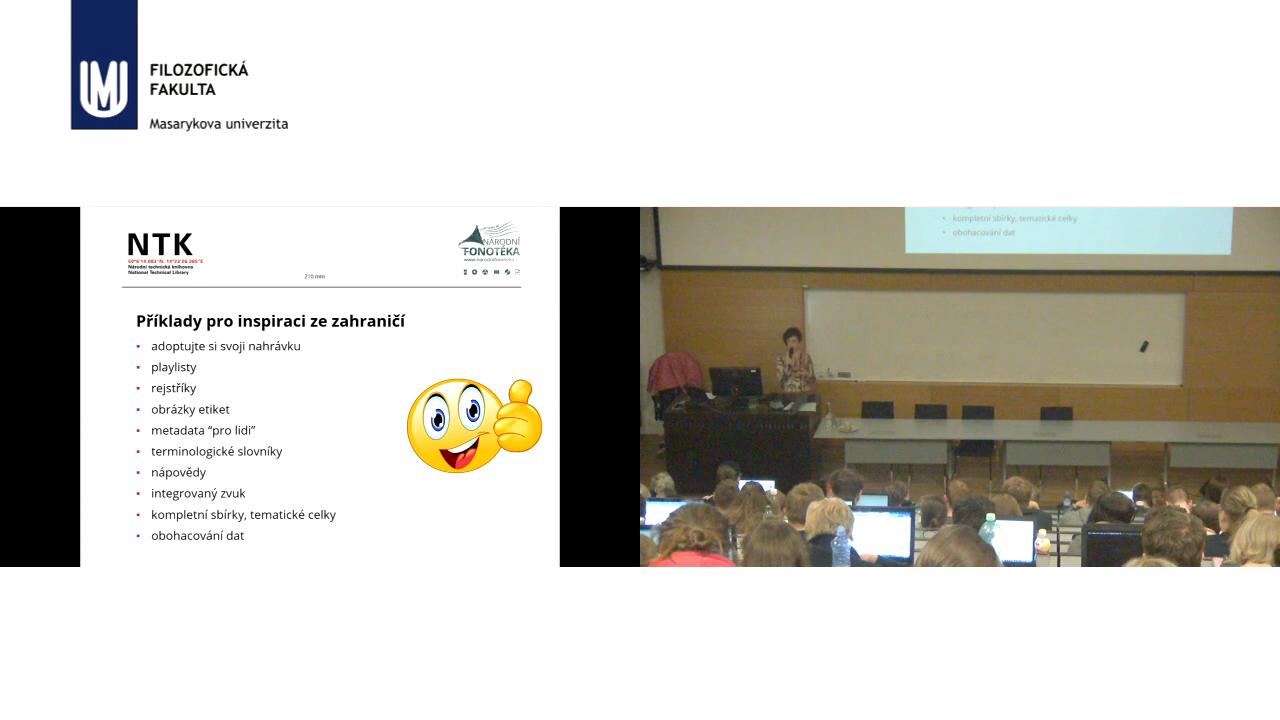 FILOZOFICKÁ
FAKULTA
Masarykova univerzita
NTK
Národní technická knihovna
National Technical Library
NÁRODNÍ
FONOTÉKA
210 mm
Příklady pro inspiraci ze zahraničí
▪ adoptujte si svoji nahrávku
▪ playlisty
▪ rejstříky
▪ obrázky etiket
▪ metadata “pro lidi”
▪ terminologické slovníky
▪ nápovědy
▪ integrovaný zvuk
▪ kompletní sbírky, tematické celky
▪ obohacování dat
• kompletní sbírky, tematické celky
• obohacování dat